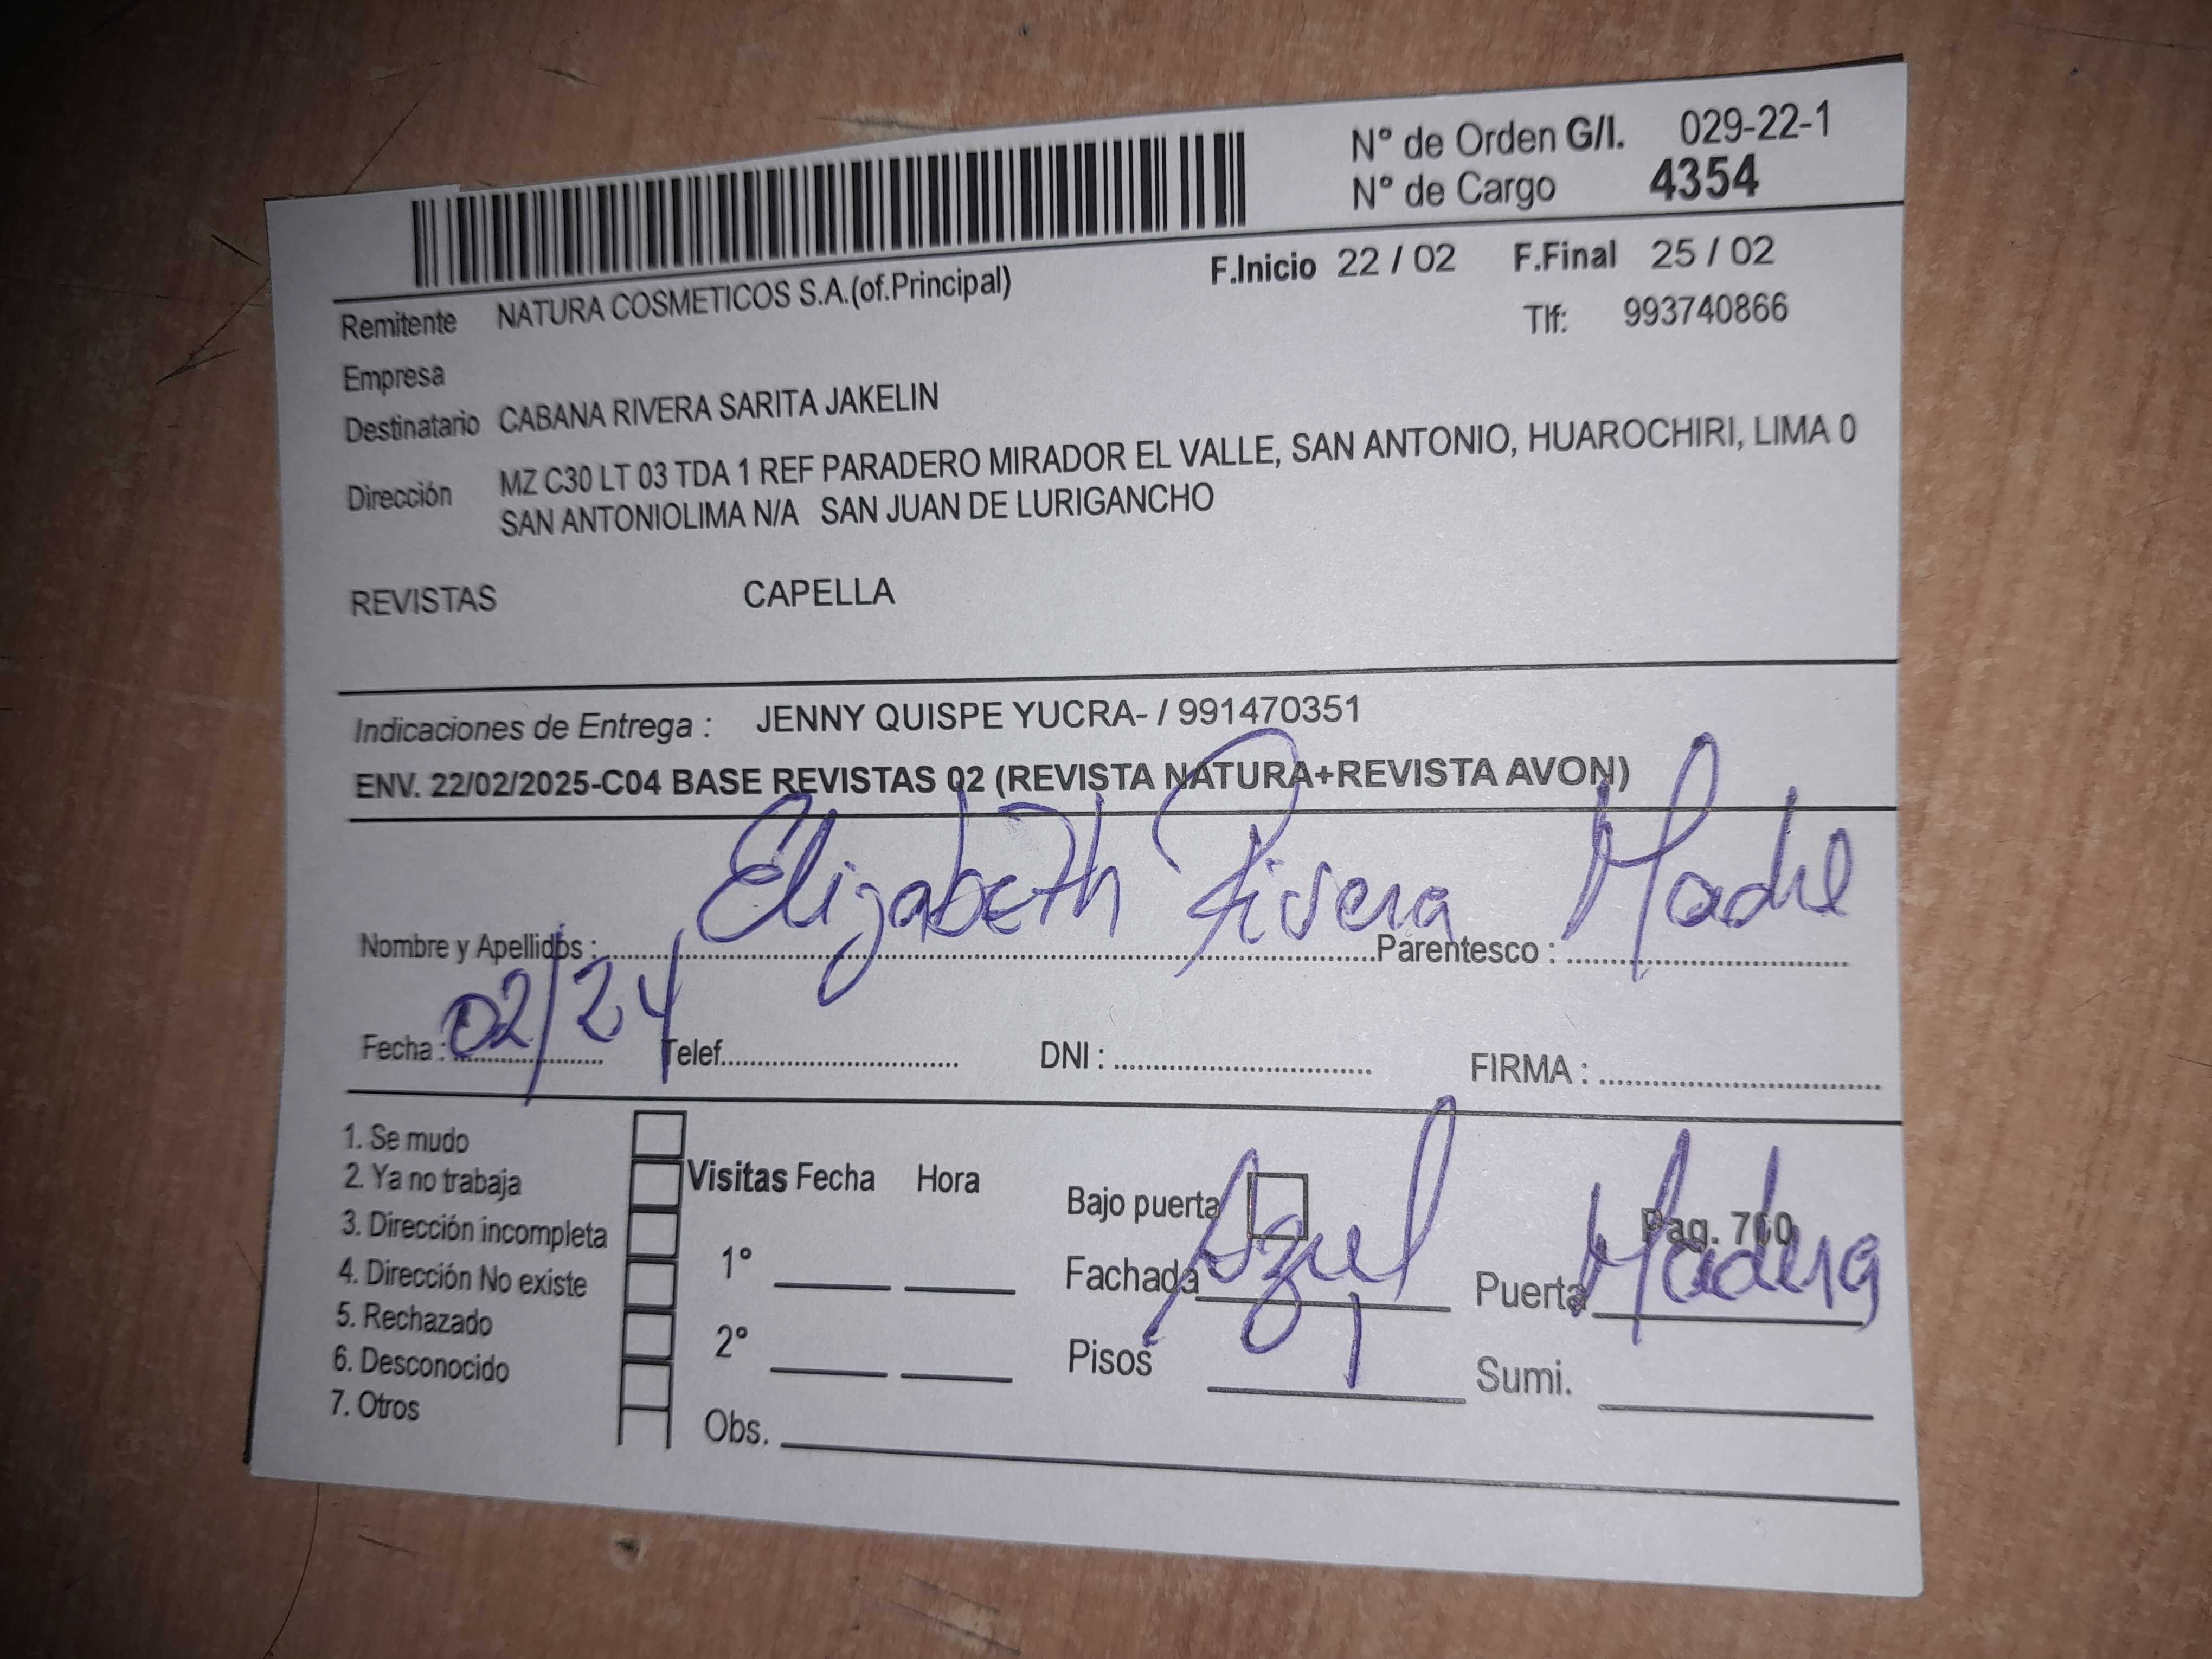 N° de Orden G/I. 029-22-1
N° de Cargo 4354
F.Inicio 22 / 02 F.Final 25 / 02
Remitente NATURA COSMETICOS S.A.(of.Principal)
Tlf: 993740866
Empresa
Destinatario CABANA RIVERA SARITA JAKELIN
Dirección MZ C30 LT 03 TDA 1 REF PARADERO MIRADOR EL VALLE, SAN ANTONIO, HUAROCHIRI, LIMA 0
SAN ANTONIOLIMA N/A SAN JUAN DE LURIGANCHO
REVISTAS CAPELLA
Indicaciones de Entrega : JENNY QUISPE YUCRA- / 991470351
ENV. 22/02/2025-C04 BASE REVISTAS 02 (REVISTA NATURA+REVISTA AVON)
Nombre y Apellidos : Elizabeth Rivera Parentesco : Madre
Fecha : 02/24 Telef. DNI : FIRMA :
1. Se mudo
2. Ya no trabaja
3. Dirección incompleta
4. Dirección No existe
5. Rechazado
6. Desconocido
7. Otros
Visitas Fecha Hora
1°
2°
Obs.
Bajo puerta
Pag. 760
Fachada Azul Puerta Madera
Pisos 1 Sumi.